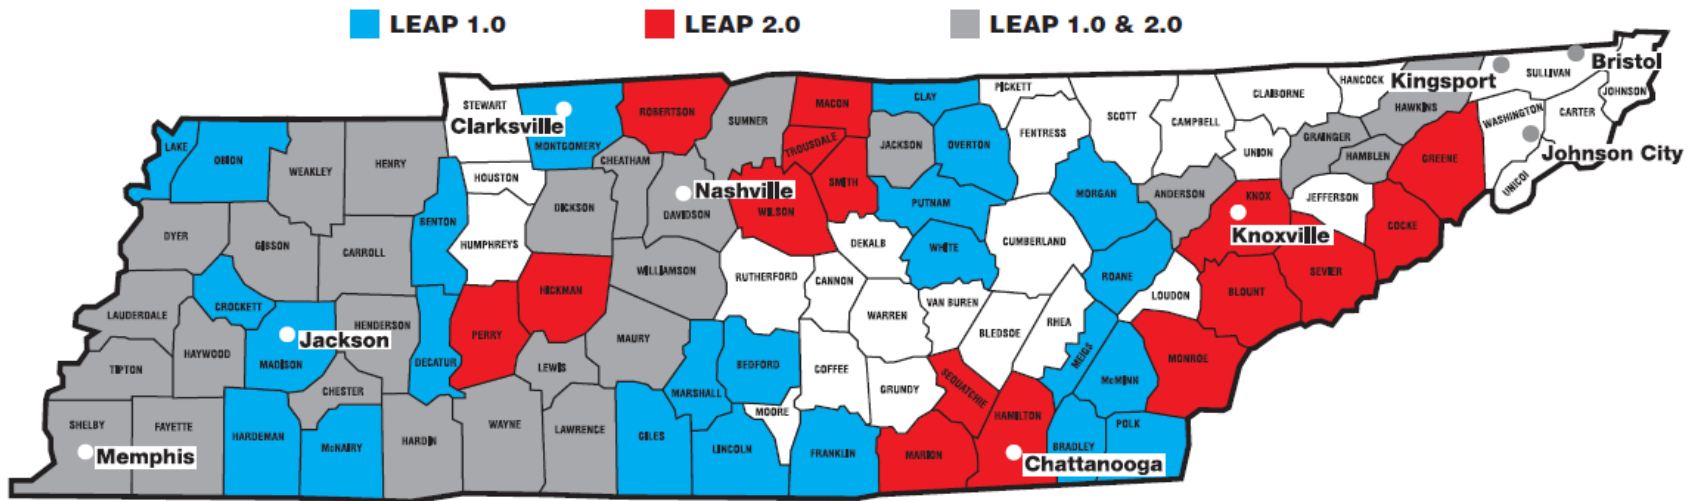 LEAP 1.0
LEAP 2.0
LEAP 1.0 & 2.0
Bristol
Kingsport
SULLIVAN
JOHNSON
HANCOCK
HAWKINS
CLAIBORNE
WASHINGTON
CARTER
Johnson City
UNICOI
GREENE
GRAINGER
HAMBLEN
UNION
CAMPBELL
SCOTT
PICKETT
FENTRESS
CLAY
OVERTON
JACKSON
MACON
TROUSDALE
SMITH
SUMNER
ROBERTSON
STEWART
Clarksville
MONTGOMERY
CHEATHAM
Nashville
DAVIDSON
WILSON
DICKSON
HOUSTON
HUMPHREYS
BENTON
HENRY
WEAKLEY
OBION
LAKE
DYER
GIBSON
CARROLL
CROCKETT
LAUDERDALE
HAYWOOD
TIPTON
MADISON
Jackson
HENDERSON
DECATUR
CHESTER
PERRY
HICKMAN
LEWIS
WILLIAMSON
MAURY
RUTHERFORD
CANNON
DEKALB
PUTNAM
WHITE
CUMBERLAND
MORGAN
ANDERSON
KNOX
Knoxville
JEFFERSON
COCKE
SEVIER
BLOUNT
LOUDON
ROANE
MONROE
McMINN
MEIGS
RHEA
BLEDSOE
VAN BUREN
WARREN
COFFEE
GRUNDY
SEQUATCHIE
HAMILTON
Chattanooga
BRADLEY
POLK
MARION
FRANKLIN
MOORE
BEDFORD
MARSHALL
LINCOLN
GILES
LAWRENCE
WAYNE
HARDIN
McNAIRY
HARDEMAN
FAYETTE
SHELBY
Memphis